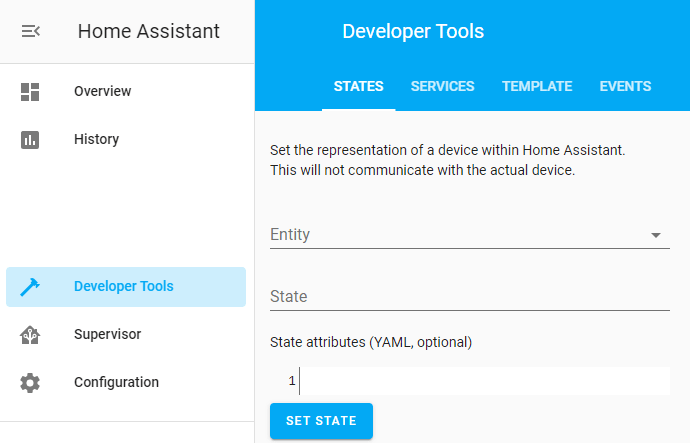 Home Assistant
Overview
History
Developer Tools
Supervisor
Configuration
Developer Tools
STATES SERVICES TEMPLATE EVENTS
Set the representation of a device within Home Assistant.
This will not communicate with the actual device.
Entity
State
State attributes (YAML, optional)
1
SET STATE